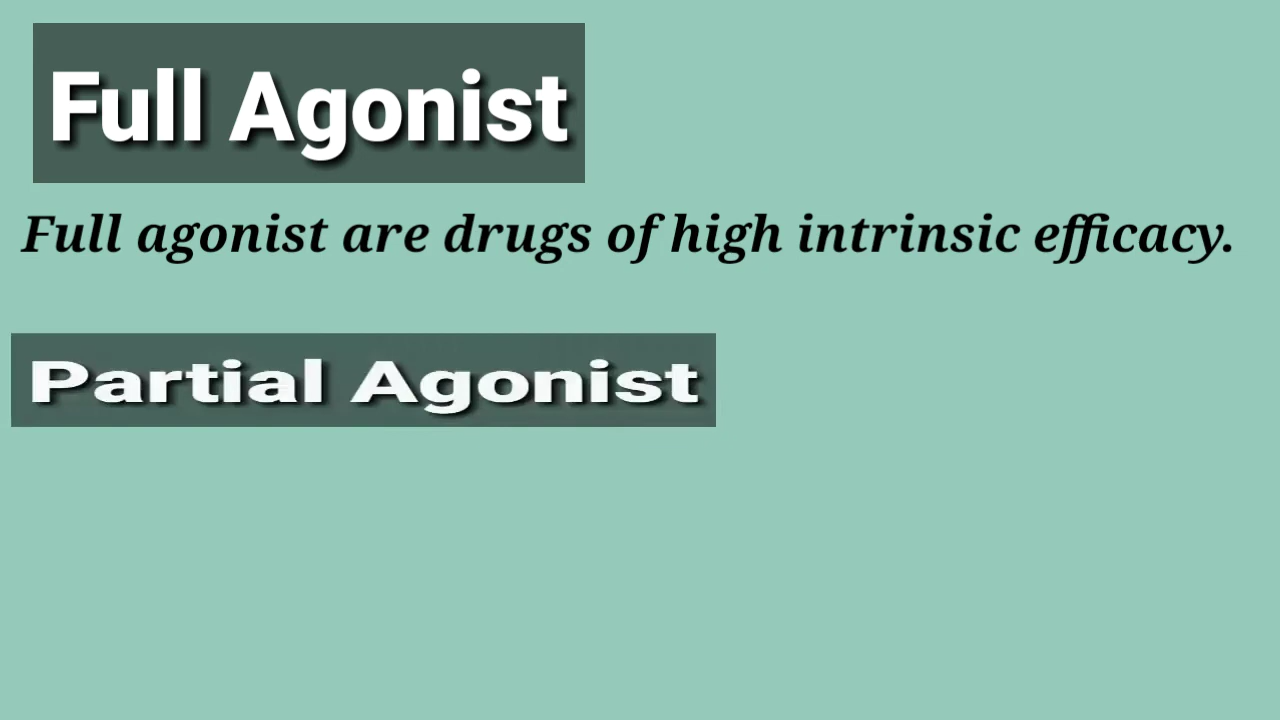 Full Agonist
Full agonist are drugs of high intrinsic efficacy.
Partial Agonist